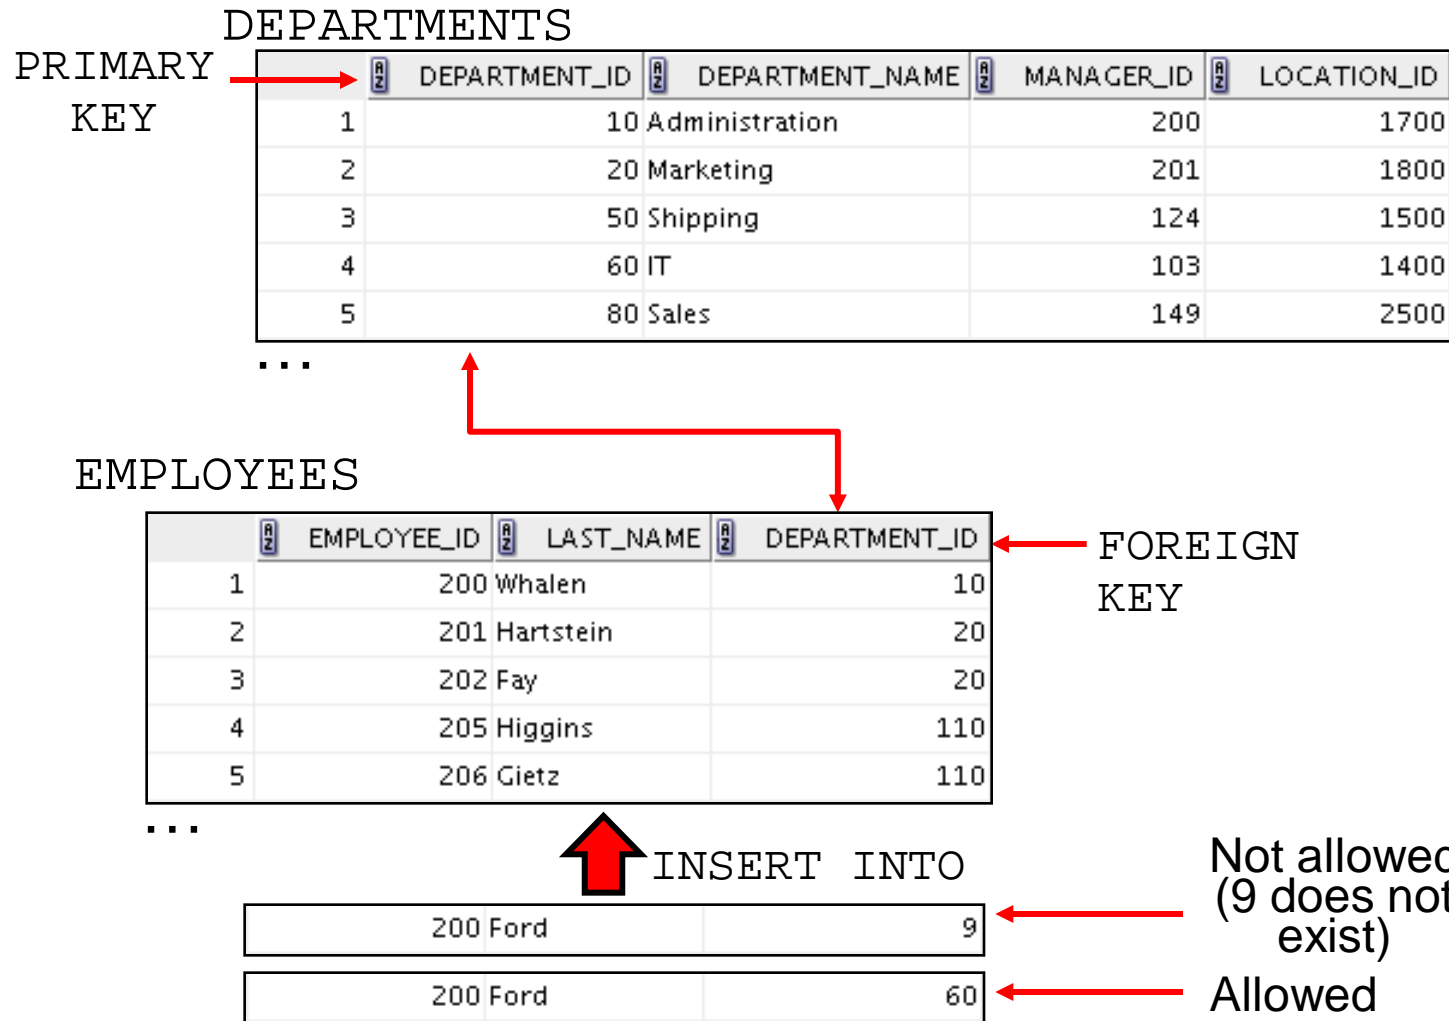 DEPARTMENTS
PRIMARY KEY
DEPARTMENT_ID DEPARTMENT_NAME MANAGER_ID LOCATION_ID
1 10 Administration 200 1700
2 20 Marketing 201 1800
3 50 Shipping 124 1500
4 60 IT 103 1400
5 80 Sales 149 2500
...
EMPLOYEES
EMPLOYEE_ID LAST_NAME DEPARTMENT_ID
1 200 Whalen 10
2 201 Hartstein 20
3 202 Fay 20
4 205 Higgins 110
5 206 Gietz 110
...
FOREIGN
KEY
INSERT INTO
200 Ford 9
Not allowed
(9 does not
exist)
200 Ford 60
Allowed